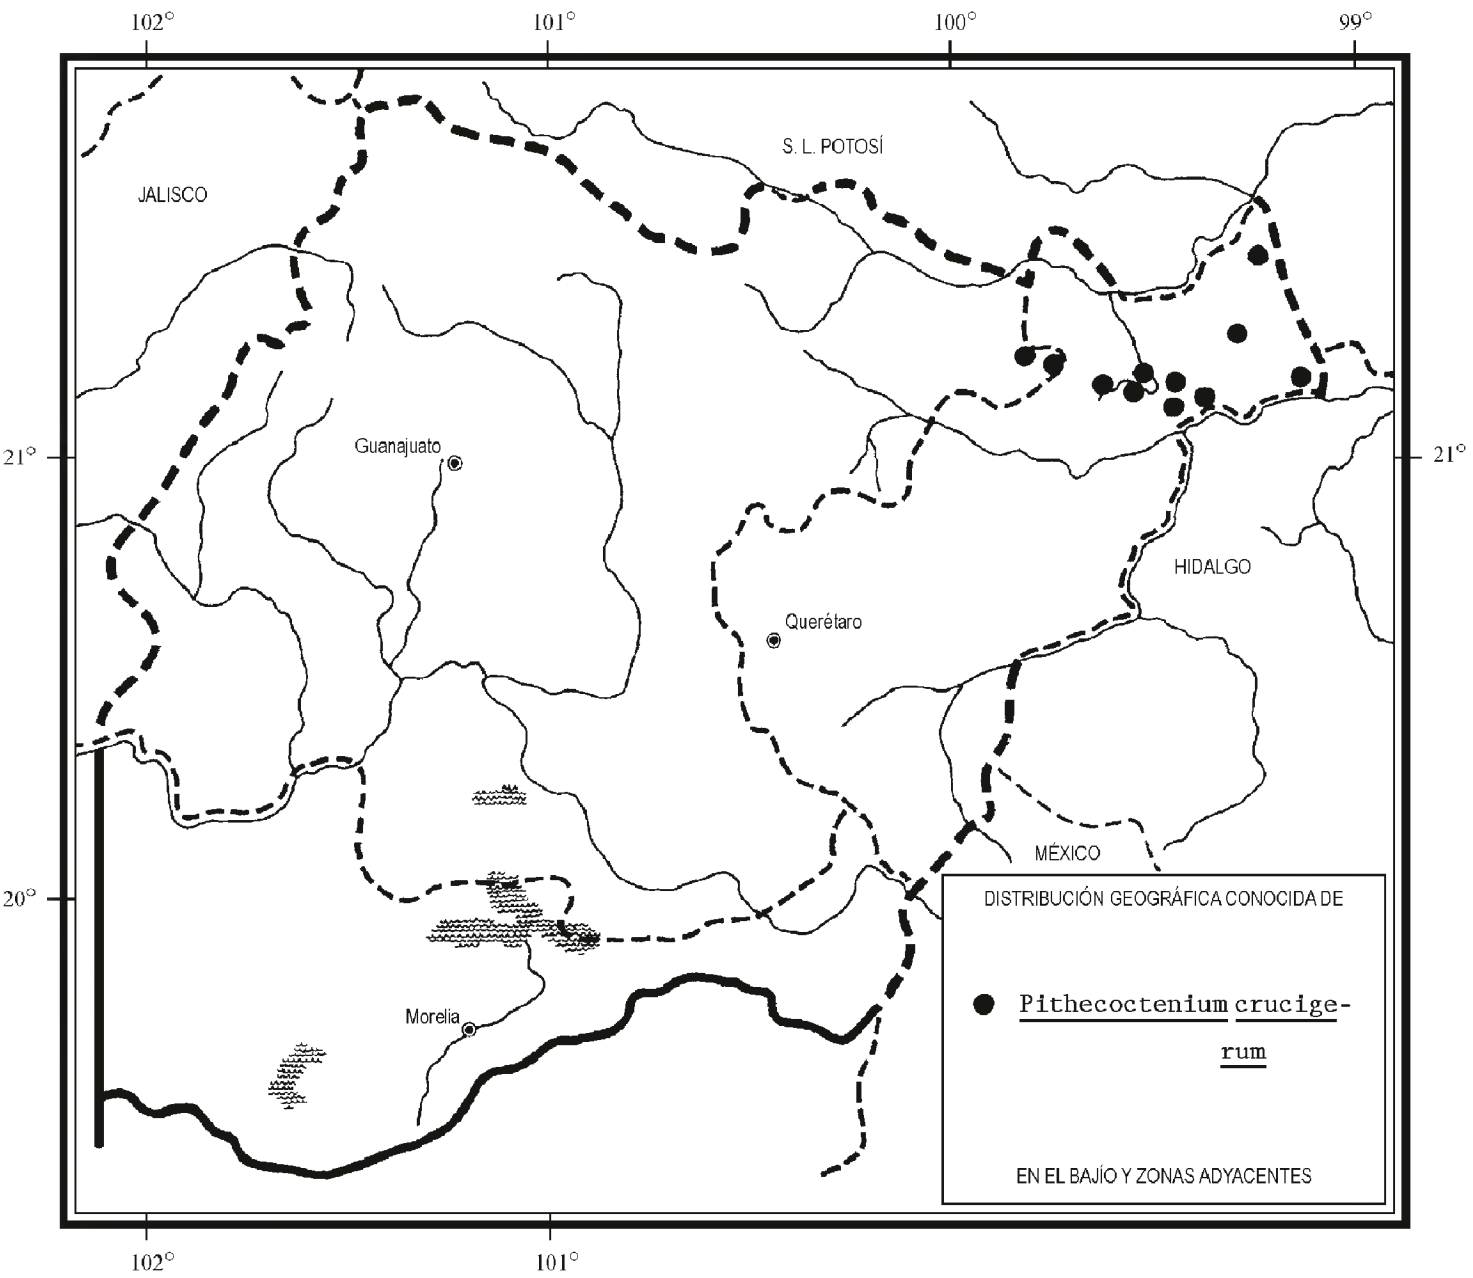 102° 101° 100° 99°
S. L. POTOSÍ
JALISCO
Guanajuato
21° 21°
HIDALGO
Querétaro
MÉXICO
20°
DISTRIBUCIÓN GEOGRÁFICA CONOCIDA DE
Pithecoctenium crucige-
rum
Morelia
EN EL BAJÍO Y ZONAS ADYACENTES
102° 101°